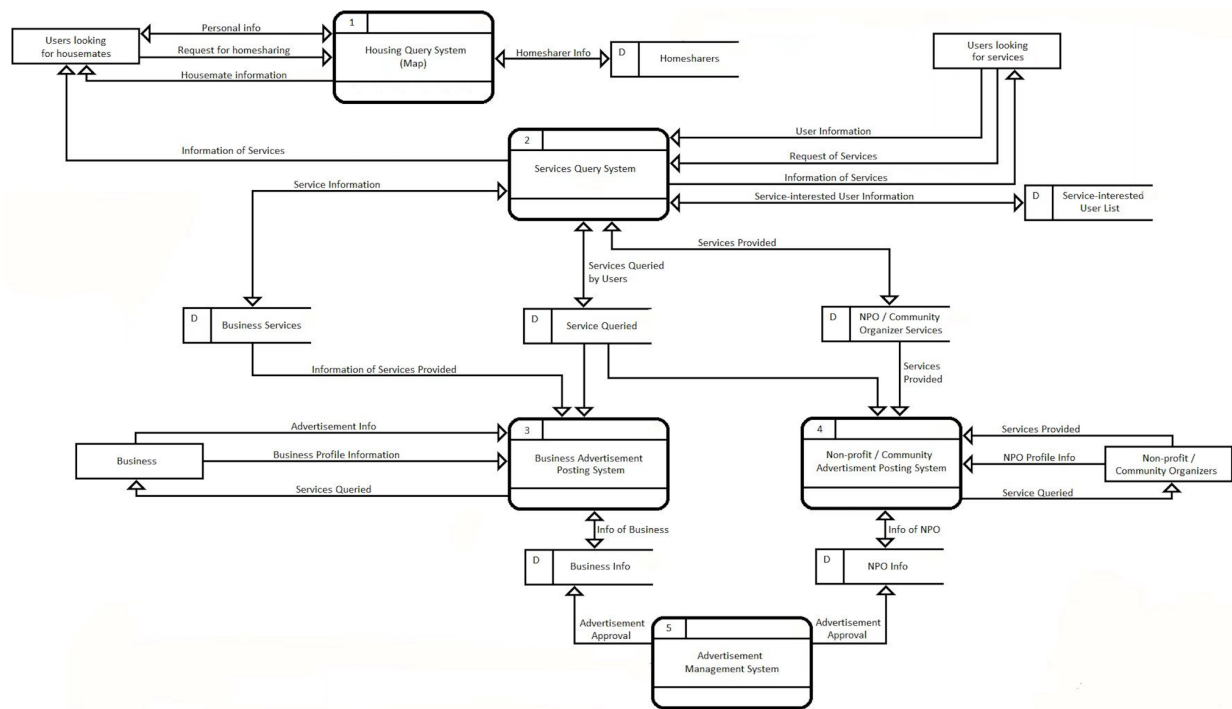 1
Users looking
for housemates
Personal info
Request for homesharing
Housemate information
Housing Query System
(Map)
Homesharer Info
D
Homesharers
Users looking
for services
2
Services Query System
User Information
Request of Services
Information of Services
Service-interested User Information
D
Service-interested
User List
Information of Services
Service Information
Services Queried
by Users
Services Provided
D
Business Services
D
Service Queried
D
NPO / Community
Organizer Services
Information of Services Provided
Services
Provided
3
Business Advertisement
Posting System
Advertisement Info
Business
Business Profile Information
Services Queried
4
Non-profit / Community
Advertisment Posting System
Services Provided
NPO Profile Info
Non-profit /
Community Organizers
Service Queried
Info of Business
Info of NPO
D
Business Info
D
NPO Info
Advertisement
Approval
5
Advertisement
Management System
Advertisement
Approval